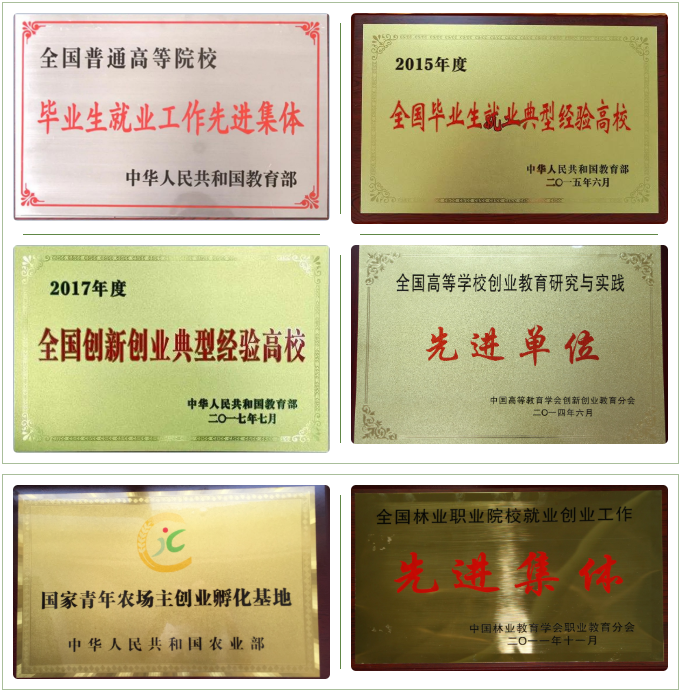 全国普通高等院校
毕业生就业工作先进集体
中华人民共和国教育部
2015年度
全国毕业生就业典型经验高校
中华人民共和国教育部
二〇一五年六月
2017年度
全国创新创业典型经验高校
中华人民共和国教育部
二〇一七年七月
全国高等学校创业教育研究与实践
先进单位
中国高等教育学会创新创业教育分会
二〇一四年六月
国家青年农场主创业孵化基地
中华人民共和国农业部
全国林业职业院校就业创业工作
先进集体
中国林业教育学会职业教育分会
二〇一一年十一月